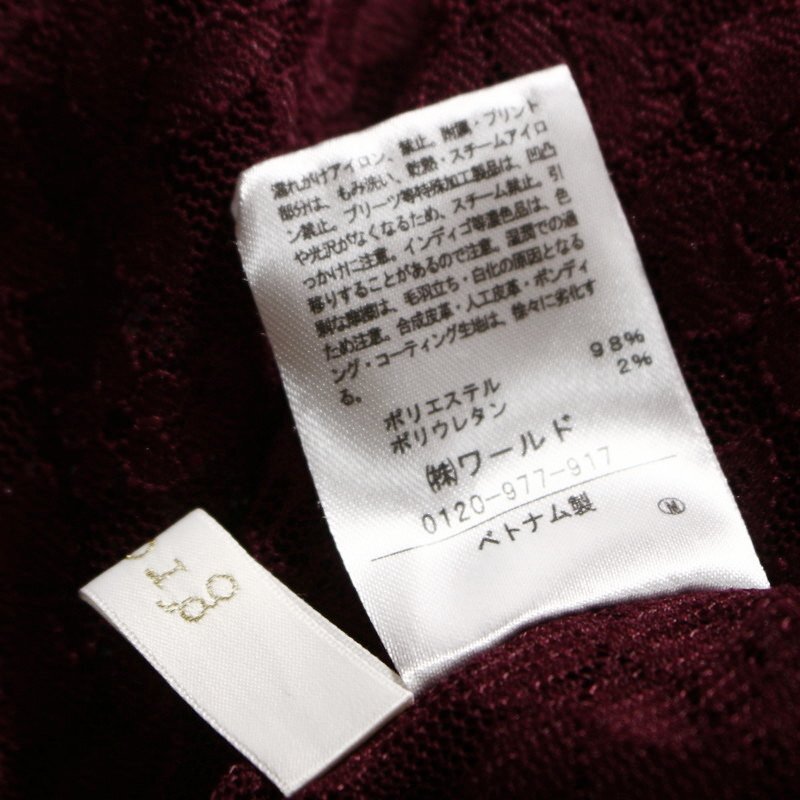 濡れがけアイロン、禁止。附属・プリント
部分は、もみ洗い、乾熱・スチームアイロ
ン禁止。プリーツ等特殊加工製品は、凹凸
や光沢がなくなるため、スチーム禁止。引
っかけに注意。インディゴ等濃色品は、色
移りすることがあるので注意。湿潤での過
剰な摩擦は、毛羽立ち・白化の原因となる
ため注意。合成皮革・人工皮革・ボンディ
ング・コーティング生地は、徐々に劣化す
る。
ポリエステル 98%
ポリウレタン 2%
㈱ワールド
0120-977-917
ベトナム製
M